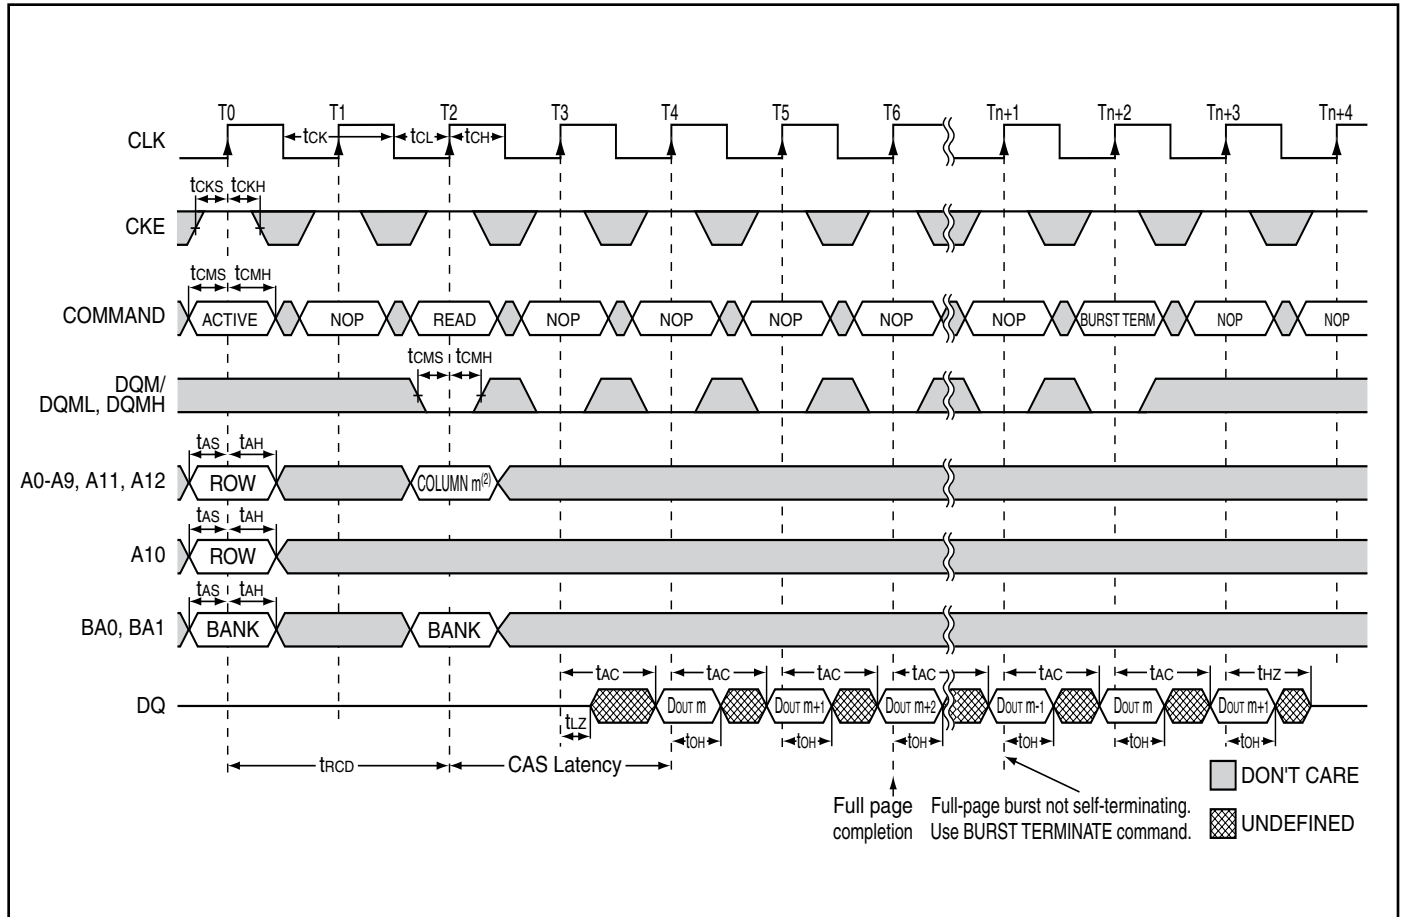 T0 T1 T2 T3 T4 T5 T6 Tn+1 Tn+2 Tn+3 Tn+4
CLK tCK tCL tCH
tCKS tCKH
CKE
tCMS tCMH
COMMAND ACTIVE NOP READ NOP NOP NOP NOP NOP BURST TERM NOP NOP
tCMS tCMH
DQM/
DQML, DQMH
tAS tAH
A0-A9, A11, A12 ROW COLUMN m(2)
tAS tAH
A10 ROW
tAS tAH
BA0, BA1 BANK BANK
tAC tAC tAC tAC tAC tAC tHZ
DQ DOUT m DOUT m+1 DOUT m+2 DOUT m-1 DOUT m DOUT m+1
tLZ tOH tOH tOH tOH tOH tOH
tRCD CAS Latency
DON'T CARE
Full page
completion
Full-page burst not self-terminating.
Use BURST TERMINATE command.
UNDEFINED